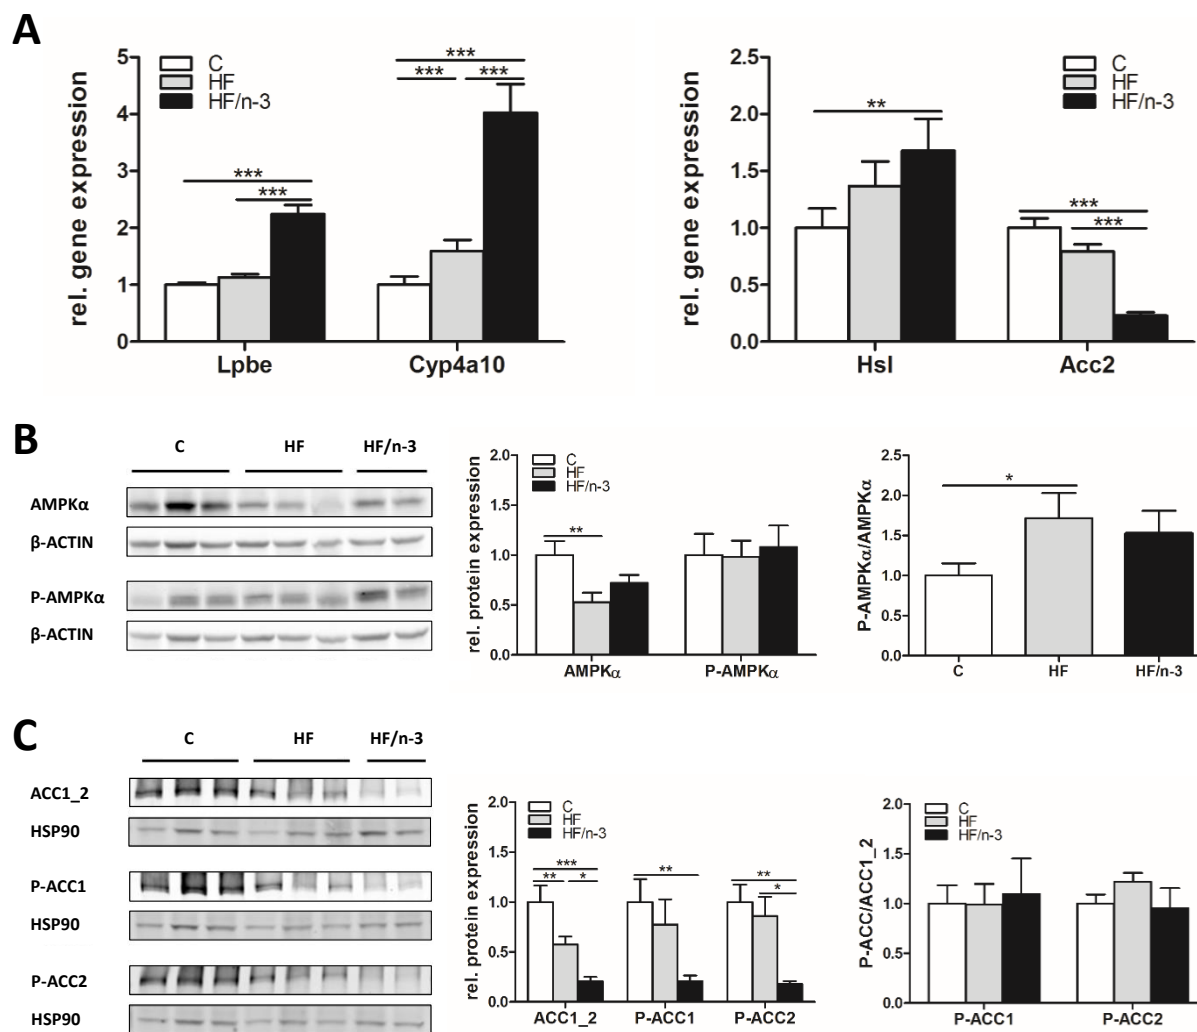 A
rel. gene expression
5
4
3
2
1
0
C
HF
HF/n-3
***
***
***
***
***
Lpbe
Cyp4a10
rel. gene expression
2.5
2.0
1.5
1.0
0.5
0.0
C
HF
HF/n-3
**
***
***
Hsl
Acc2
B
C
HF
HF/n-3
AMPKα
β-ACTIN
P-AMPKα
β-ACTIN
rel. protein expression
2.0
1.5
1.0
0.5
0.0
C
HF
HF/n-3
**
AMPKα
P-AMPKα
P-AMPKα/AMPKα
2.5
2.0
1.5
1.0
0.5
0.0
*
C
HF
HF/n-3
C
C
HF
HF/n-3
ACC1_2
HSP90
P-ACC1
HSP90
P-ACC2
HSP90
rel. protein expression
2.0
1.5
1.0
0.5
0.0
C
HF
HF/n-3
***
**
*
**
**
*
ACC1_2
P-ACC1
P-ACC2
P-ACC/ACC1_2
2.0
1.5
1.0
0.5
0.0
C
HF
HF/n-3
P-ACC1
P-ACC2